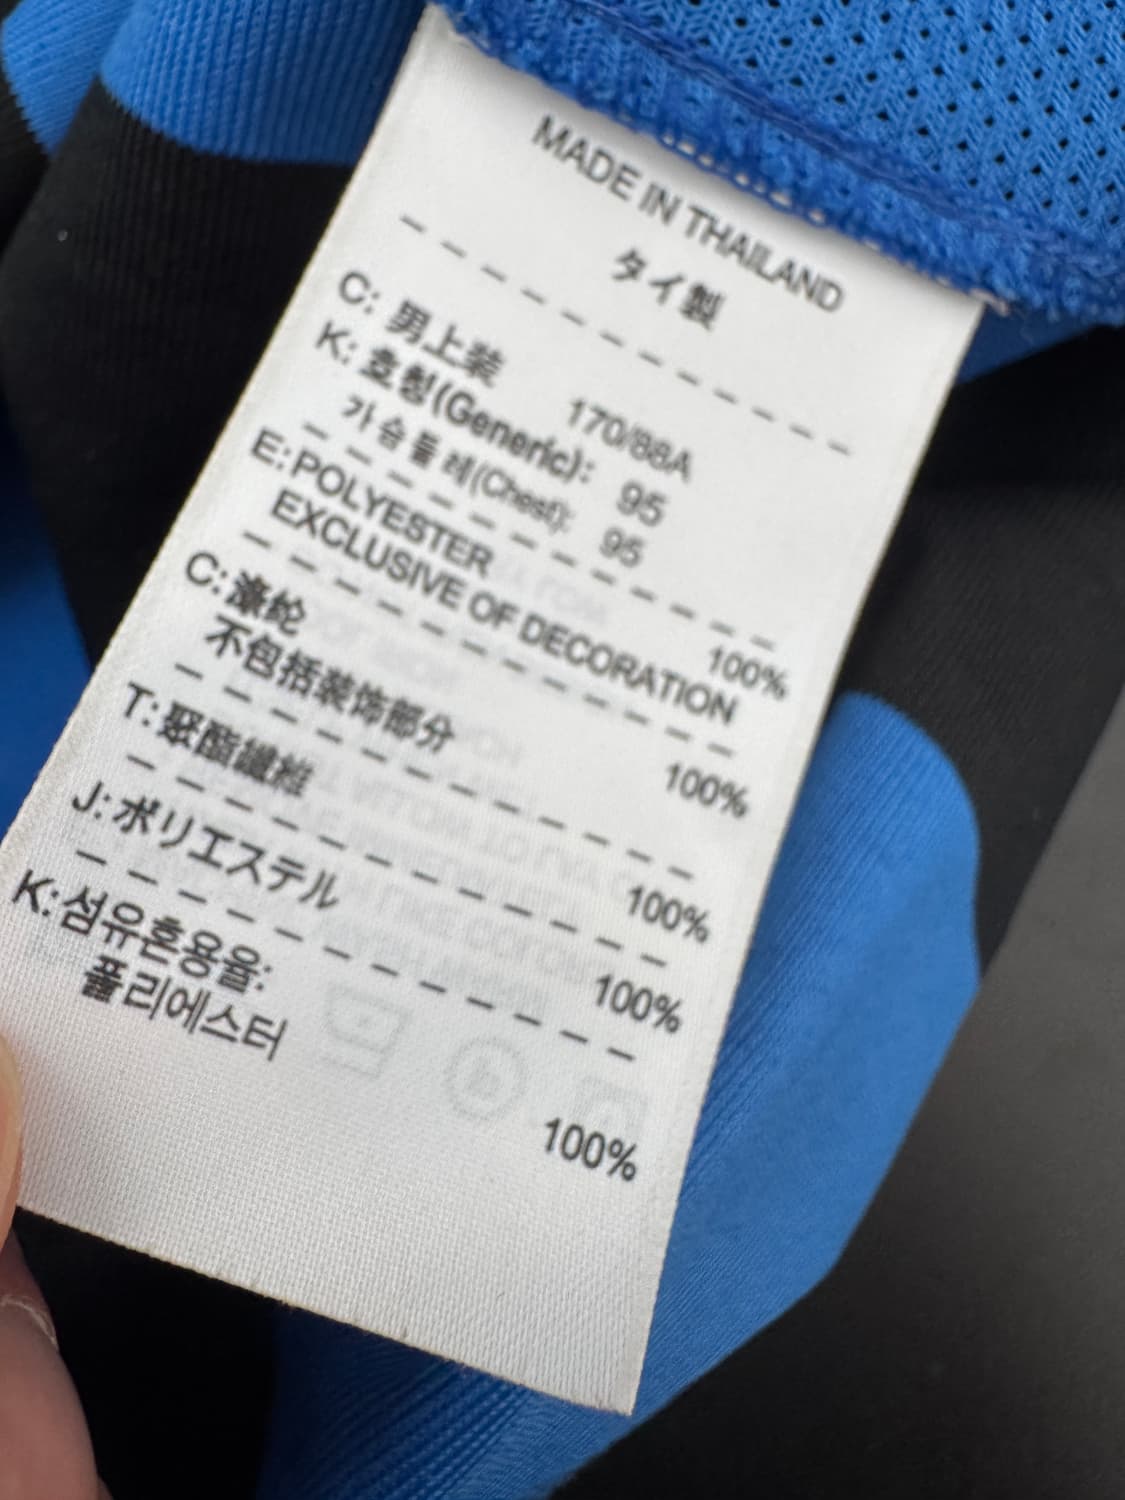 MADE IN THAILAND
タイ製
C: 男上装 170/88A
K: 호칭(Generic): 95
가슴둘레(Chest): 95
E: POLYESTER 100%
EXCLUSIVE OF DECORATION
C: 涤纶 100%
不包括装饰部分
T: 聚酯纖維 100%
J: ポリエステル 100%
K: 섬유혼용율:
폴리에스터 100%